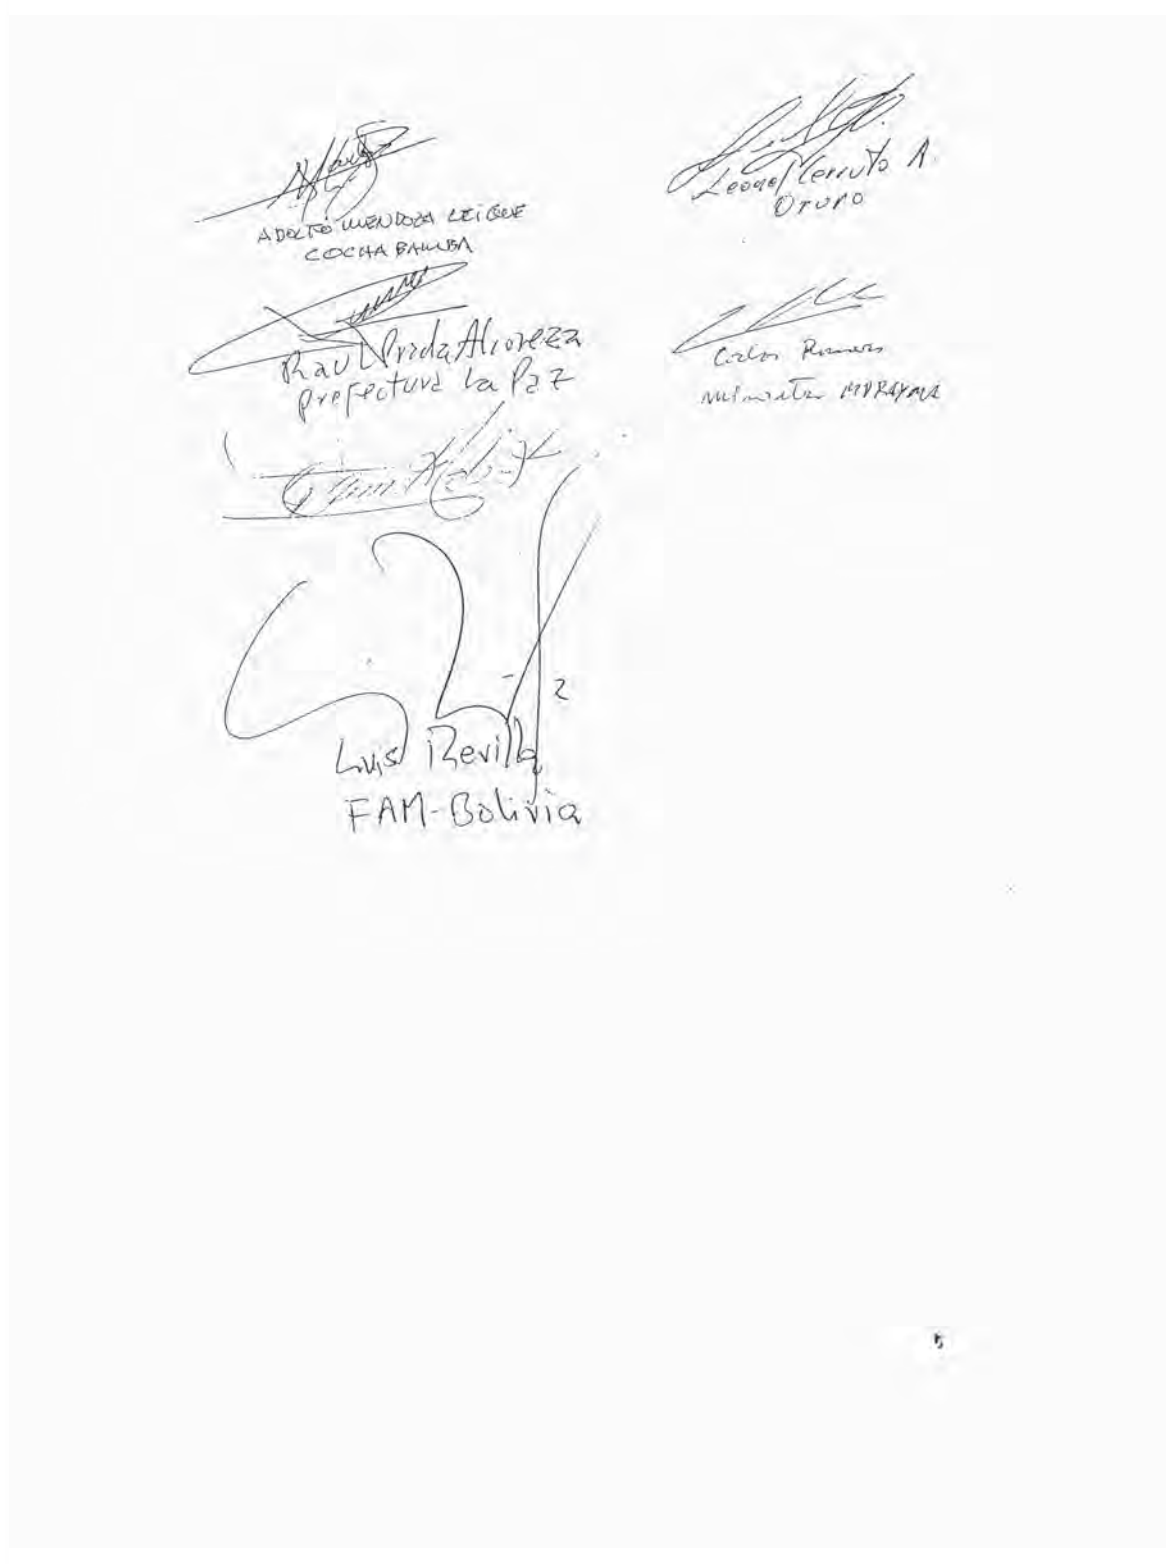 ADOLFO MENDOZA LEIGUE
COCHABAMBA
Leonel Cerruto A.
Oruro
Raul Prada Alcoreza
prefectura La Paz
Carlos Romero
MDRAyMA
Luis Revilla
FAM-Bolivia
5